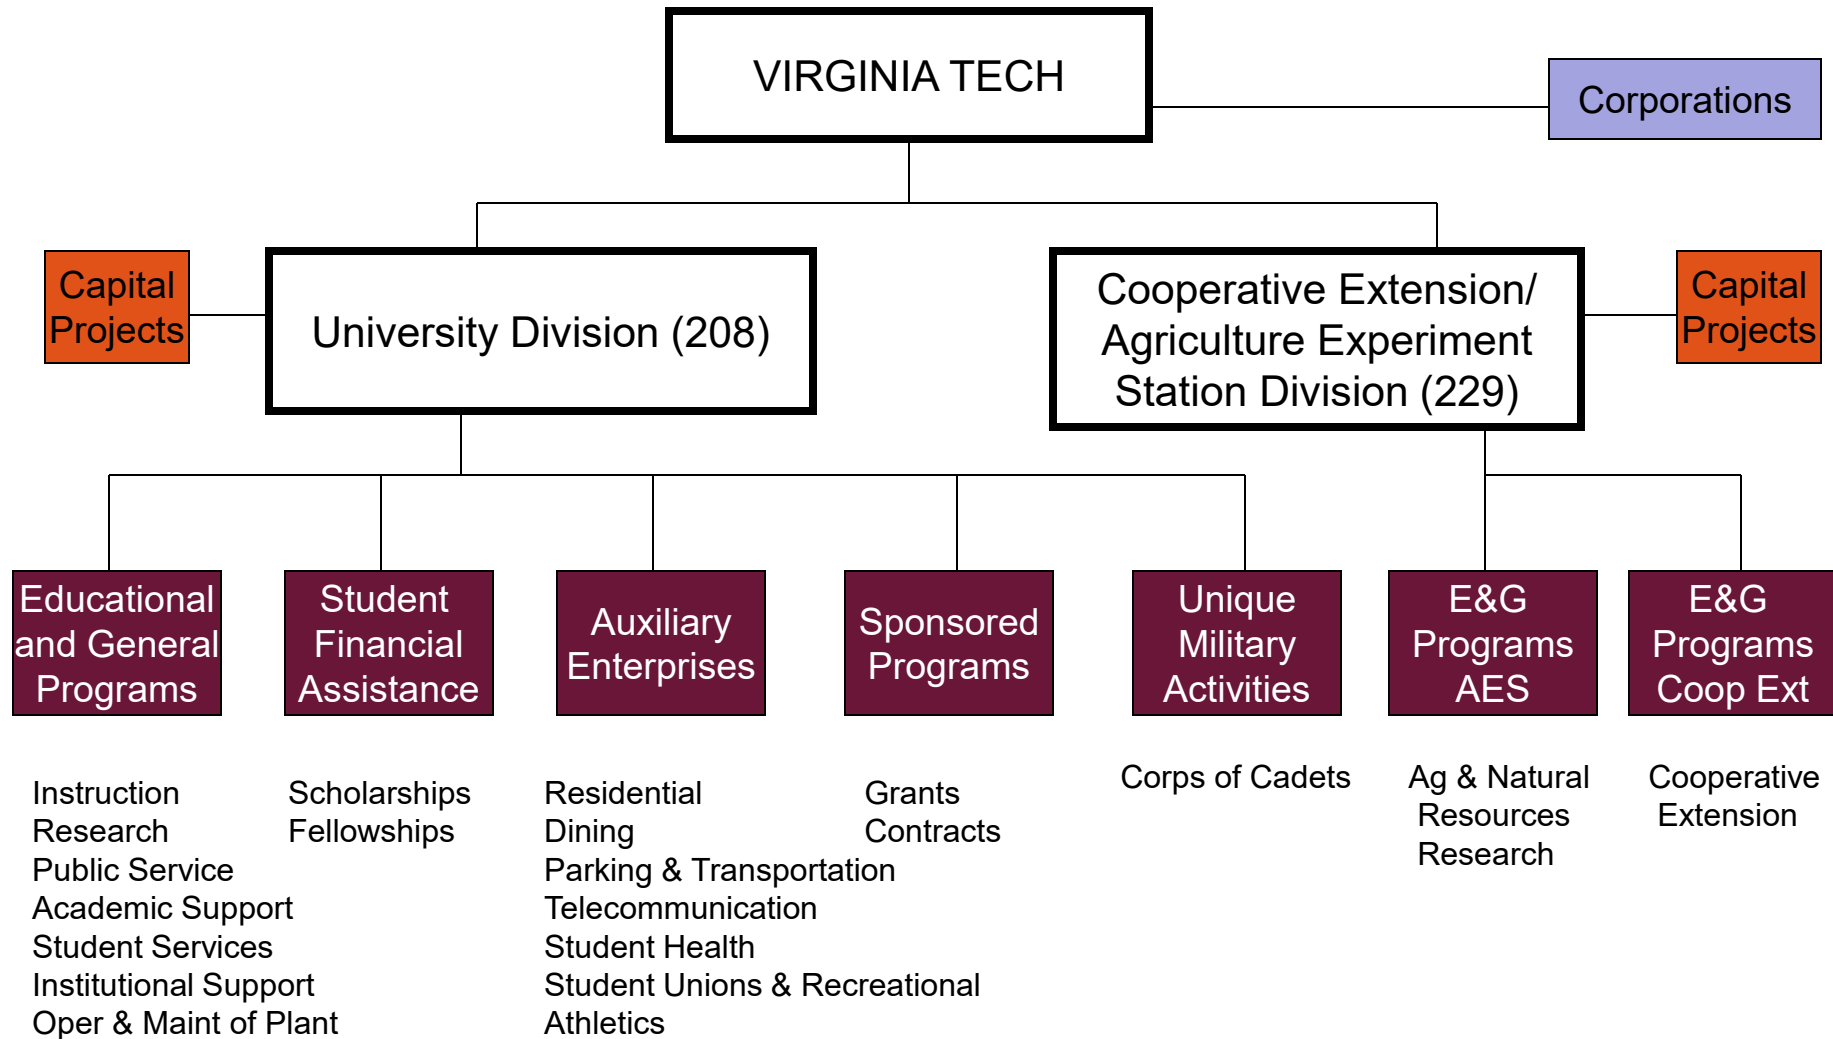 VIRGINIA TECH
Corporations
Capital
Projects
University Division (208)
Cooperative Extension/
Agriculture Experiment
Station Division (229)
Capital
Projects
Educational
and General
Programs
Student
Financial
Assistance
Auxiliary
Enterprises
Sponsored
Programs
Unique
Military
Activities
E&G
Programs
AES
E&G
Programs
Coop Ext
Instruction
Research
Public Service
Academic Support
Student Services
Institutional Support
Oper & Maint of Plant
Scholarships
Fellowships
Residential
Dining
Parking & Transportation
Telecommunication
Student Health
Student Unions & Recreational
Athletics
Grants
Contracts
Corps of Cadets
Ag & Natural
Resources
Research
Cooperative
Extension